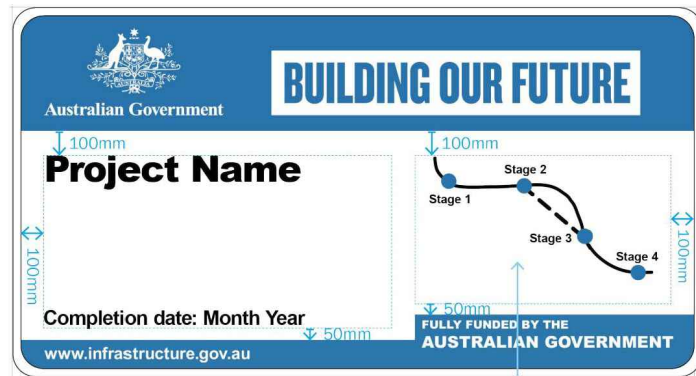 Australian Government
BUILDING OUR FUTURE
100mm
100mm
Project Name
Stage 1
Stage 2
Stage 3
Stage 4
100mm
100mm
Completion date: Month Year
50mm
50mm
FULLY FUNDED BY THE
AUSTRALIAN GOVERNMENT
www.infrastructure.gov.au